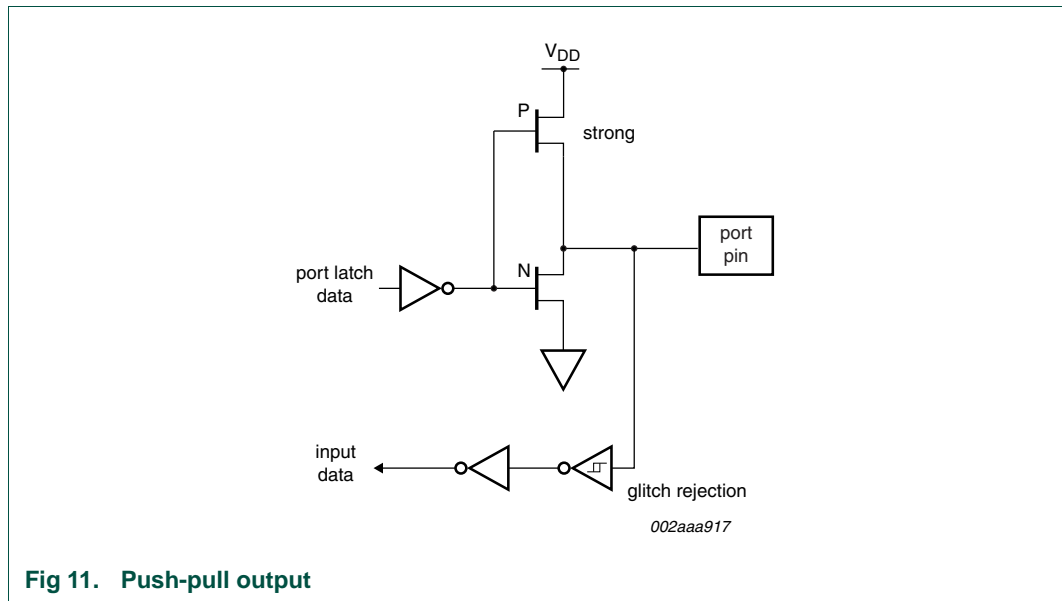 VDD
P
strong
port
pin
N
port latch
data
input
data
glitch rejection
002aaa917
Fig 11. Push-pull output